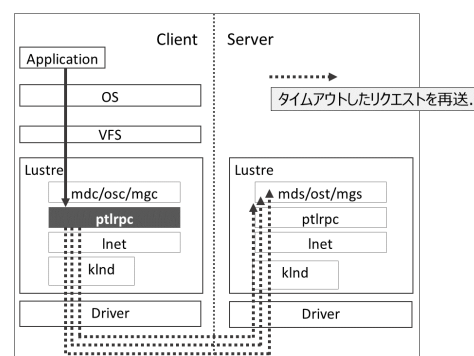 Client
Server
Application
タイムアウトしたリクエストを再送.
OS
VFS
Lustre
mdc/osc/mgc
ptlrpc
lnet
klnd
Driver
Lustre
mds/ost/mgs
ptlrpc
lnet
klnd
Driver